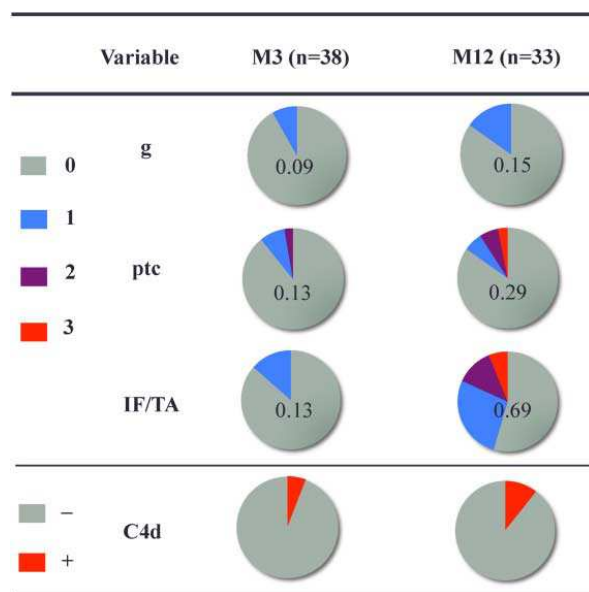 Variable M3 (n=38) M12 (n=33)
g
0 0.09 0.15
1
2 ptc
0.13 0.29
3
IF/TA 0.13 0.69
–
C4d
+